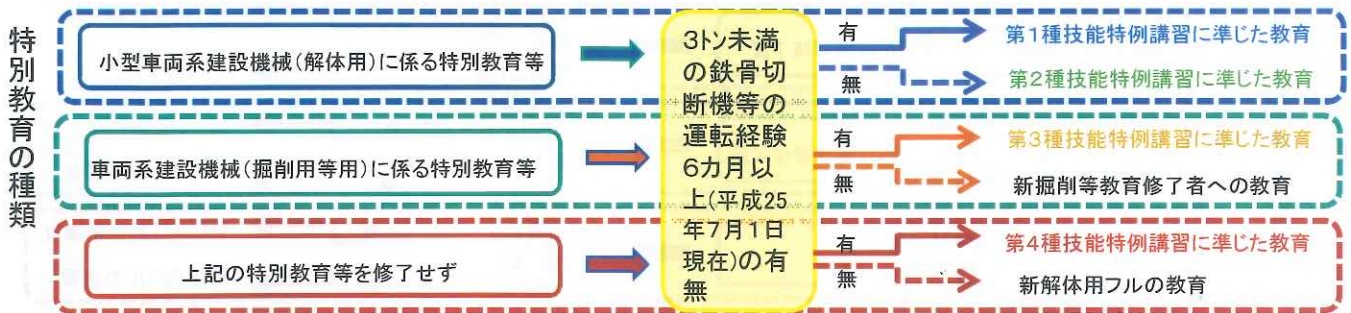 特別教育の種類
小型車両系建設機械(解体用)に係る特別教育等
車両系建設機械(掘削用等用)に係る特別教育等
上記の特別教育等を修了せず
3トン未満
の鉄骨切
断機等の
運転経験
6カ月以
上(平成25
年7月1日
現在)の有
無
有
第1種技能特例講習に準じた教育
無
第2種技能特例講習に準じた教育
有
第3種技能特例講習に準じた教育
無
新掘削等教育修了者への教育
有
第4種技能特例講習に準じた教育
無
新解体用フルの教育